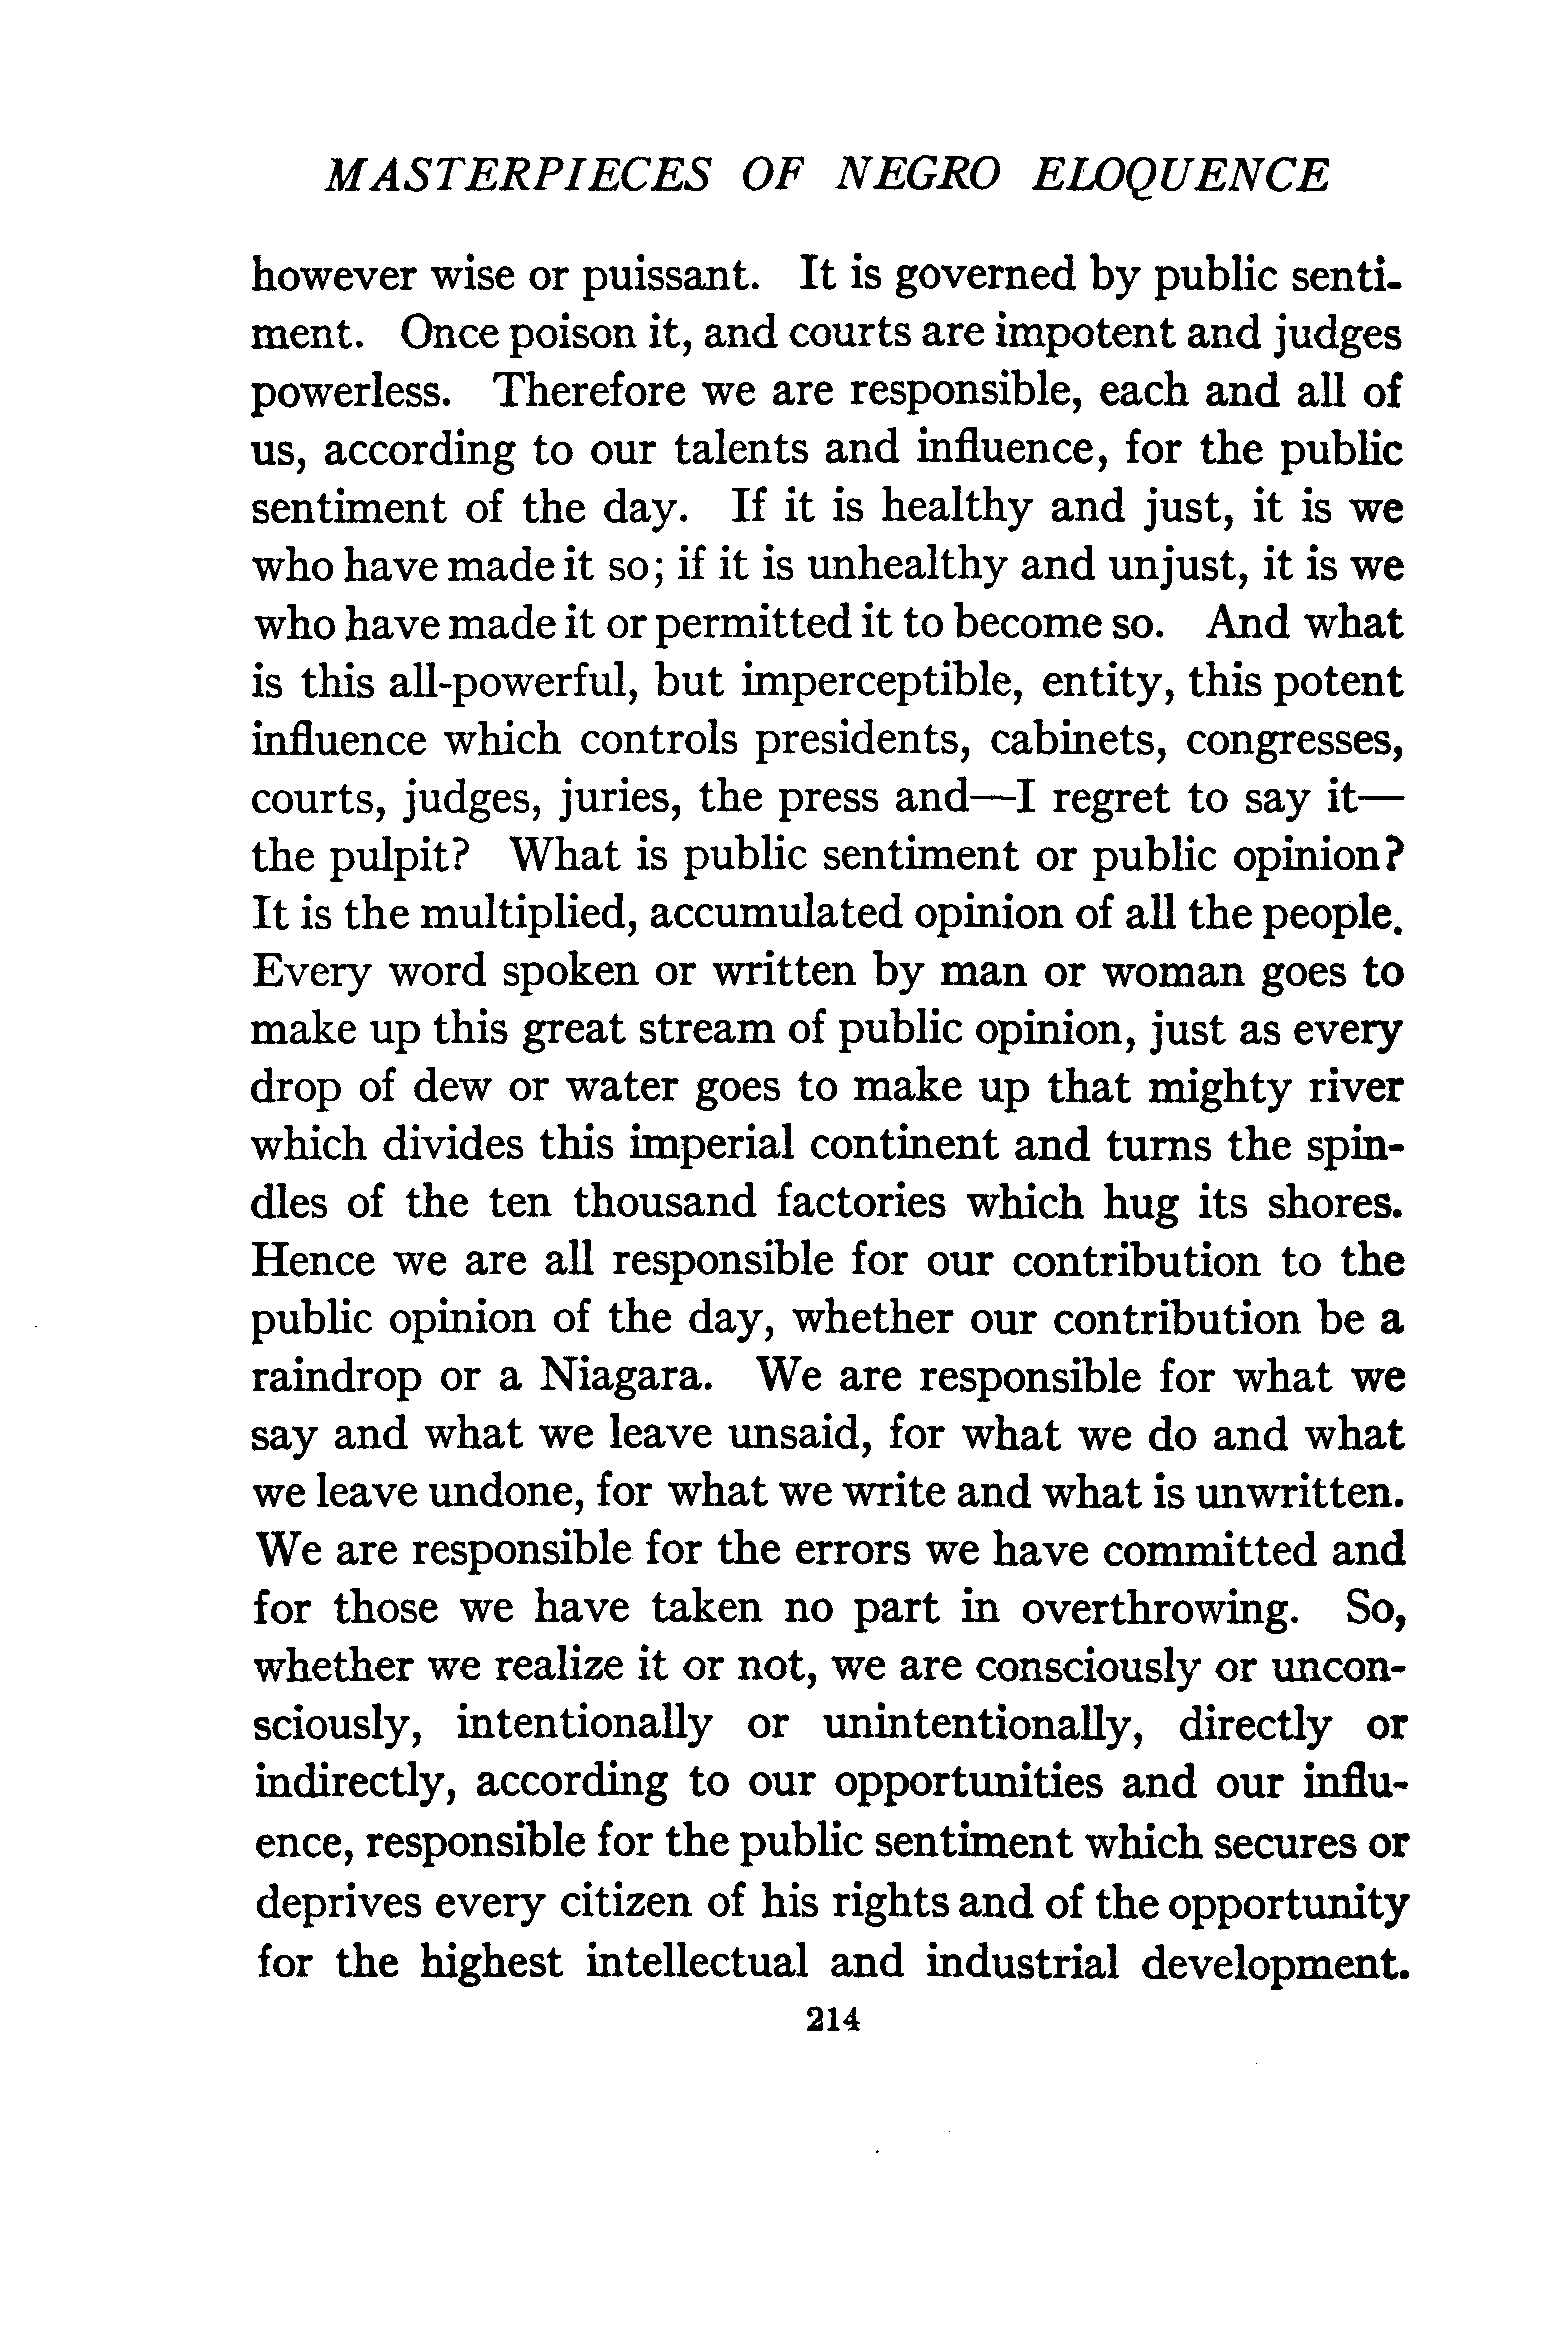 MASTERPIECES OF NEGRO ELOQUENCE
however wise or puissant. It is governed by public senti-
ment. Once poison it, and courts are impotent and judges
powerless. Therefore we are responsible, each and all of
us, according to our talents and influence, for the public
sentiment of the day. If it is healthy and just, it is we
who have made it so; if it is unhealthy and unjust, it is we
who have made it or permitted it to become so. And what
is this all-powerful, but imperceptible, entity, this potent
influence which controls presidents, cabinets, congresses,
courts, judges, juries, the press and—I regret to say it—
the pulpit? What is public sentiment or public opinion?
It is the multiplied, accumulated opinion of all the people.
Every word spoken or written by man or woman goes to
make up this great stream of public opinion, just as every
drop of dew or water goes to make up that mighty river
which divides this imperial continent and turns the spin-
dles of the ten thousand factories which hug its shores.
Hence we are all responsible for our contribution to the
public opinion of the day, whether our contribution be a
raindrop or a Niagara. We are responsible for what we
say and what we leave unsaid, for what we do and what
we leave undone, for what we write and what is unwritten.
We are responsible for the errors we have committed and
for those we have taken no part in overthrowing. So,
whether we realize it or not, we are consciously or uncon-
sciously, intentionally or unintentionally, directly or
indirectly, according to our opportunities and our influ-
ence, responsible for the public sentiment which secures or
deprives every citizen of his rights and of the opportunity
for the highest intellectual and industrial development.
214